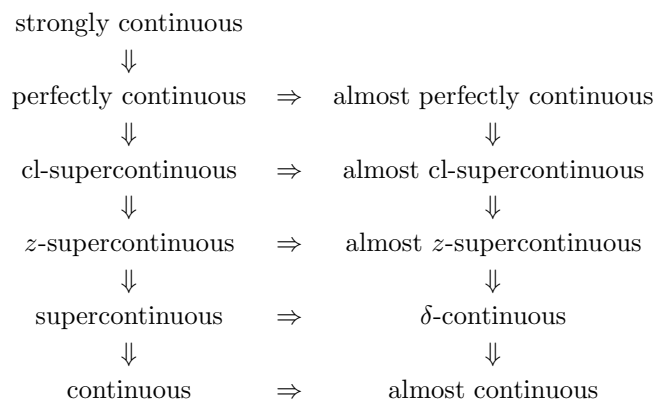 strongly continuous
⇓
perfectly continuous ⇒ almost perfectly continuous
⇓ ⇓
cl-supercontinuous ⇒ almost cl-supercontinuous
⇓ ⇓
z-supercontinuous ⇒ almost z-supercontinuous
⇓ ⇓
supercontinuous ⇒ δ-continuous
⇓ ⇓
continuous ⇒ almost continuous